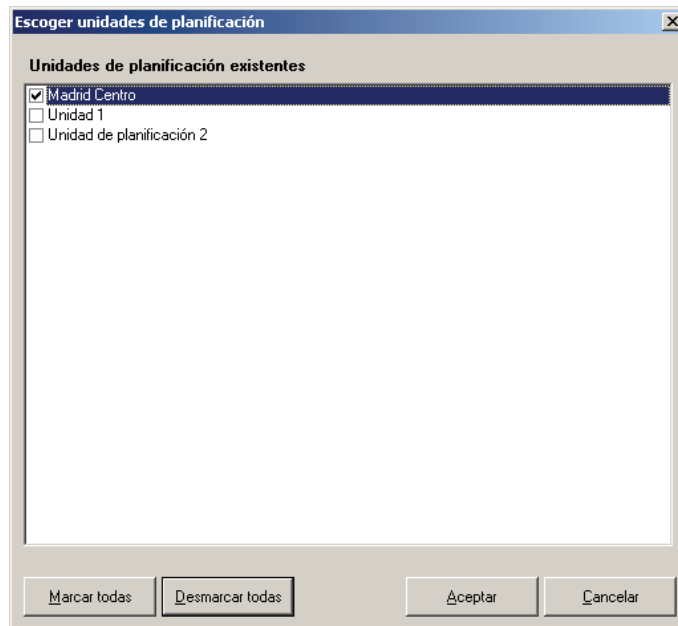 Escoger unidades de planificación
Unidades de planificación existentes
Madrid Centro
Unidad 1
Unidad de planificación 2
Marcar todas
Desmarcar todas
Aceptar
Cancelar